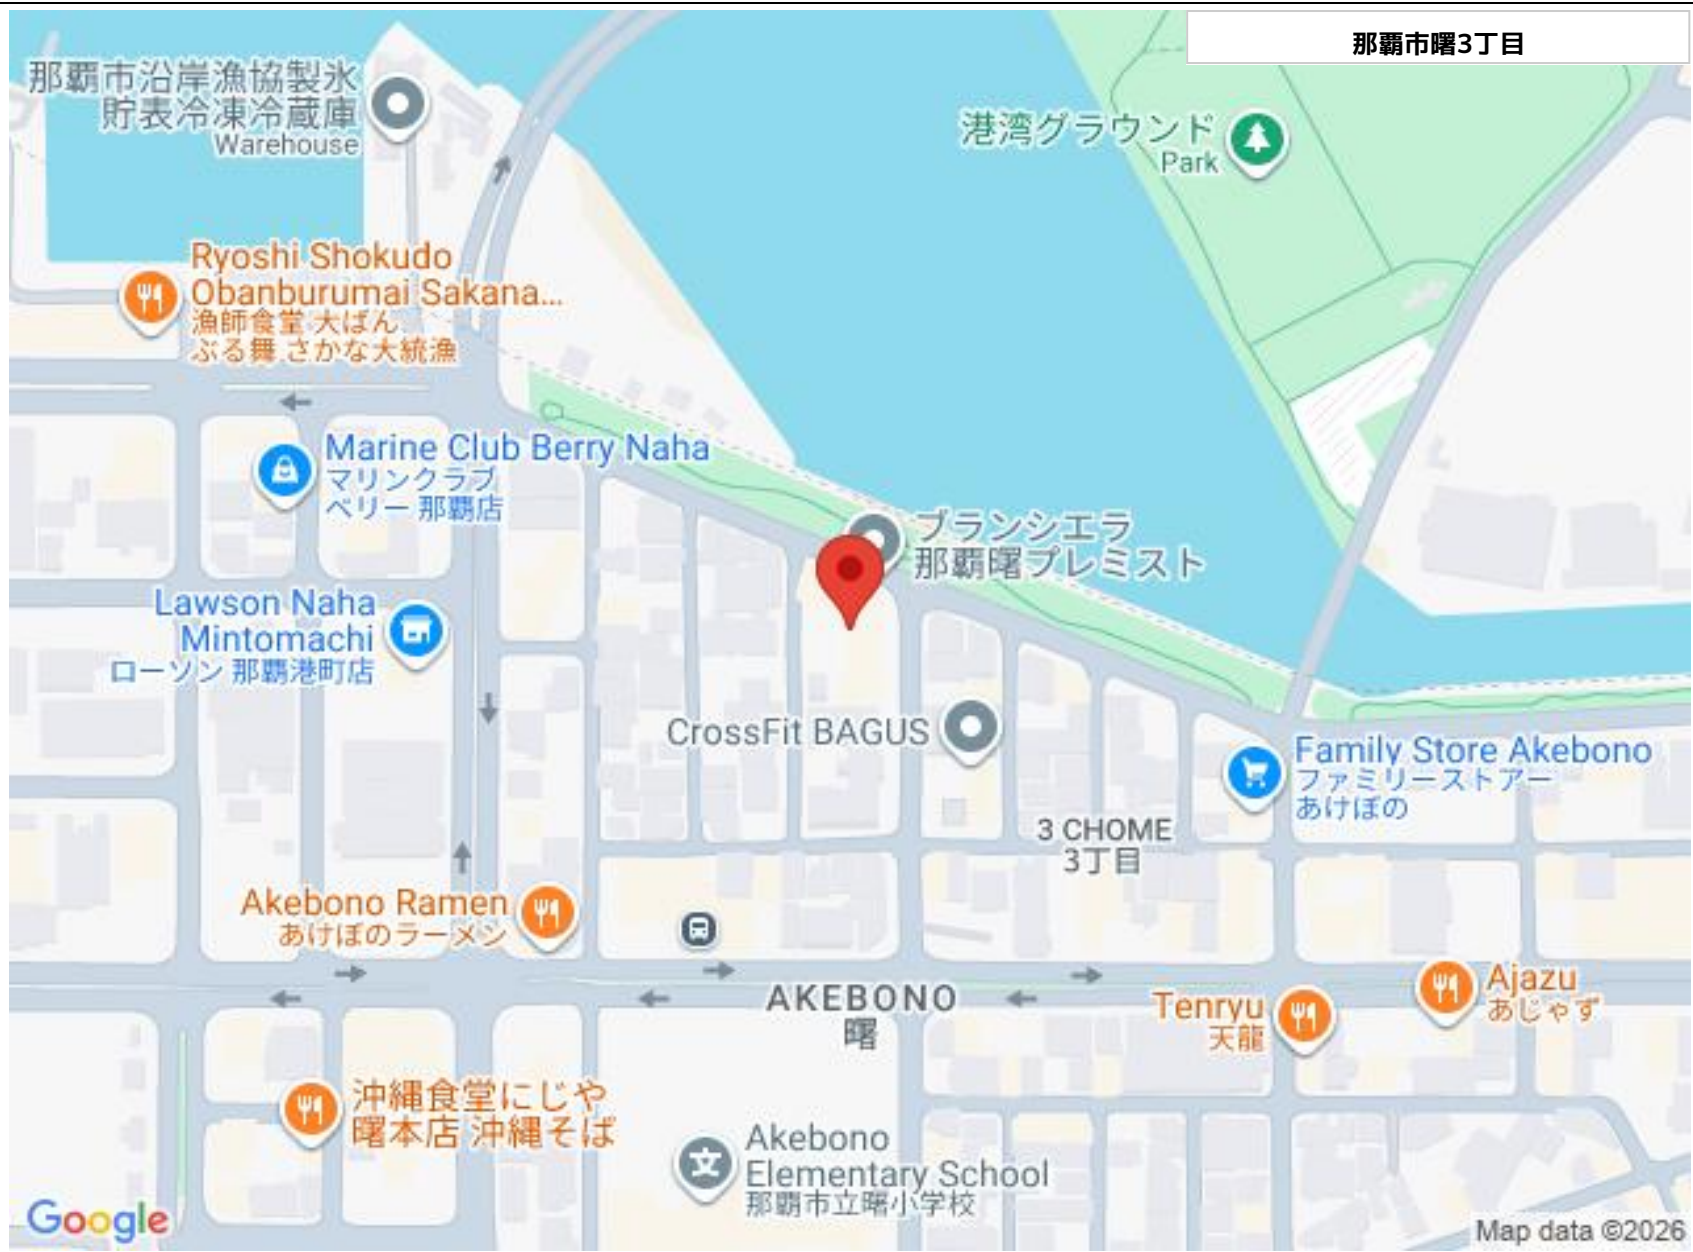 那覇市曙3丁目
那覇市沿岸漁協製氷
貯表冷凍冷蔵庫
Warehouse
港湾グラウンド
Park
Ryoshi Shokudo
Obanburumai Sakana...
漁師食堂 大ばん
ぶる舞 さかな大統漁
Marine Club Berry Naha
マリンクラブ
ベリー 那覇店
ブランシエラ
那覇曙プレミスト
Lawson Naha
Mintomachi
ローソン 那覇港町店
CrossFit BAGUS
Family Store Akebono
ファミリーストアー
あけぼの
3 CHOME
3丁目
Akebono Ramen
あけぼのラーメン
AKEBONO
曙
Tenryu
天龍
Ajazu
あじゃず
沖縄食堂にじや
曙本店 沖縄そば
文
Akebono
Elementary School
那覇市立曙小学校
Google
Map data ©2026